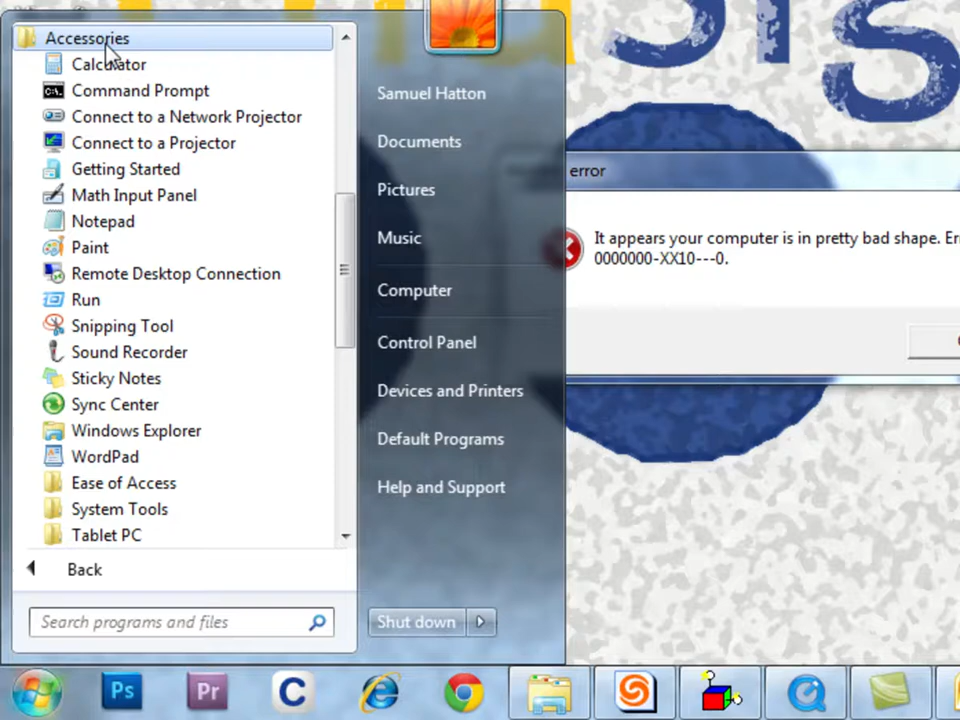 Accessories
Calculator
Command Prompt
Connect to a Network Projector
Connect to a Projector
Getting Started
Math Input Panel
Notepad
Paint
Remote Desktop Connection
Run
Snipping Tool
Sound Recorder
Sticky Notes
Sync Center
Windows Explorer
WordPad
Ease of Access
System Tools
Tablet PC
Back
Search programs and files
Samuel Hatton
Documents
Pictures
Music
Computer
Control Panel
Devices and Printers
Default Programs
Help and Support
Shut down
error
It appears your computer is in pretty bad shape.
0000000-XX10---0.
Ps
Pr
C